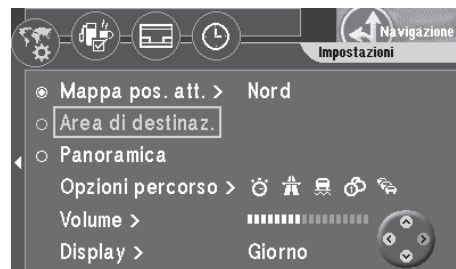 Navigazione
Impostazioni
Mappa pos. att. > Nord
Area di destinaz.
Panoramica
Opzioni percorso >
Volume >
Display > Giorno